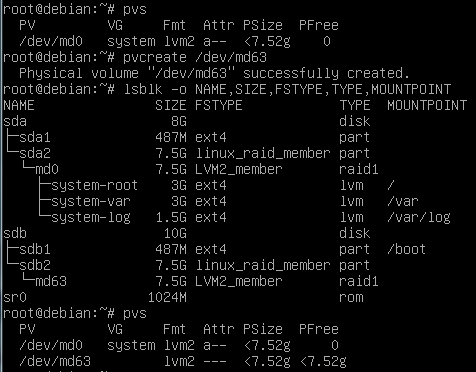 root@debian:~# pvs
  PV         VG     Fmt  Attr PSize  PFree
  /dev/md0   system lvm2 a--  <7.52g    0
root@debian:~# pvcreate /dev/md63
  Physical volume "/dev/md63" successfully created.
root@debian:~# lsblk -o NAME,SIZE,FSTYPE,TYPE,MOUNTPOINT
NAME                SIZE FSTYPE            TYPE  MOUNTPOINT
sda                   8G                   disk
├─sda1              487M ext4              part
└─sda2              7.5G linux_raid_member part
  └─md0             7.5G LVM2_member       raid1
    ├─system-root     3G ext4              lvm   /
    ├─system-var      3G ext4              lvm   /var
    └─system-log    1.5G ext4              lvm   /var/log
sdb                  10G                   disk
├─sdb1              487M ext4              part  /boot
└─sdb2              7.5G linux_raid_member part
  └─md63            7.5G LVM2_member       raid1
sr0                1024M                   rom
root@debian:~# pvs
  PV         VG     Fmt  Attr PSize  PFree
  /dev/md0   system lvm2 a--  <7.52g     0
  /dev/md63         lvm2 ---  <7.52g <7.52g